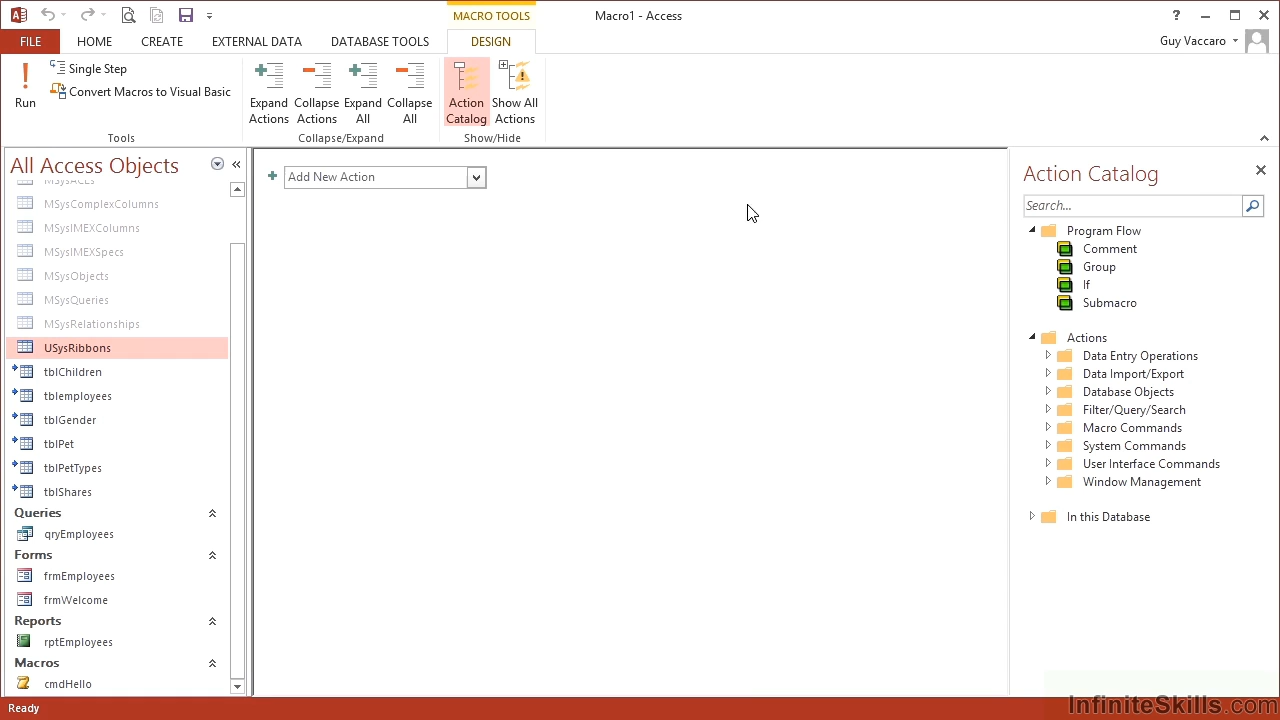 MACRO TOOLS
Macro1 - Access
?
FILE
HOME
CREATE
EXTERNAL DATA
DATABASE TOOLS
DESIGN
Guy Vaccaro
Run
Single Step
Convert Macros to Visual Basic
Tools
Expand Actions
Collapse Actions
Expand All
Collapse All
Collapse/Expand
Action Catalog
Show All Actions
Show/Hide
All Access Objects
MSysACEs
MSysComplexColumns
MSysIMEXColumns
MSysIMEXSpecs
MSysObjects
MSysQueries
MSysRelationships
USysRibbons
tblChildren
tblemployees
tblGender
tblPet
tblPetTypes
tblShares
Queries
qryEmployees
Forms
frmEmployees
frmWelcome
Reports
rptEmployees
Macros
cmdHello
Add New Action
Action Catalog
Search...
Program Flow
Comment
Group
If
Submacro
Actions
Data Entry Operations
Data Import/Export
Database Objects
Filter/Query/Search
Macro Commands
System Commands
User Interface Commands
Window Management
In this Database
Ready
InfiniteSkills.com